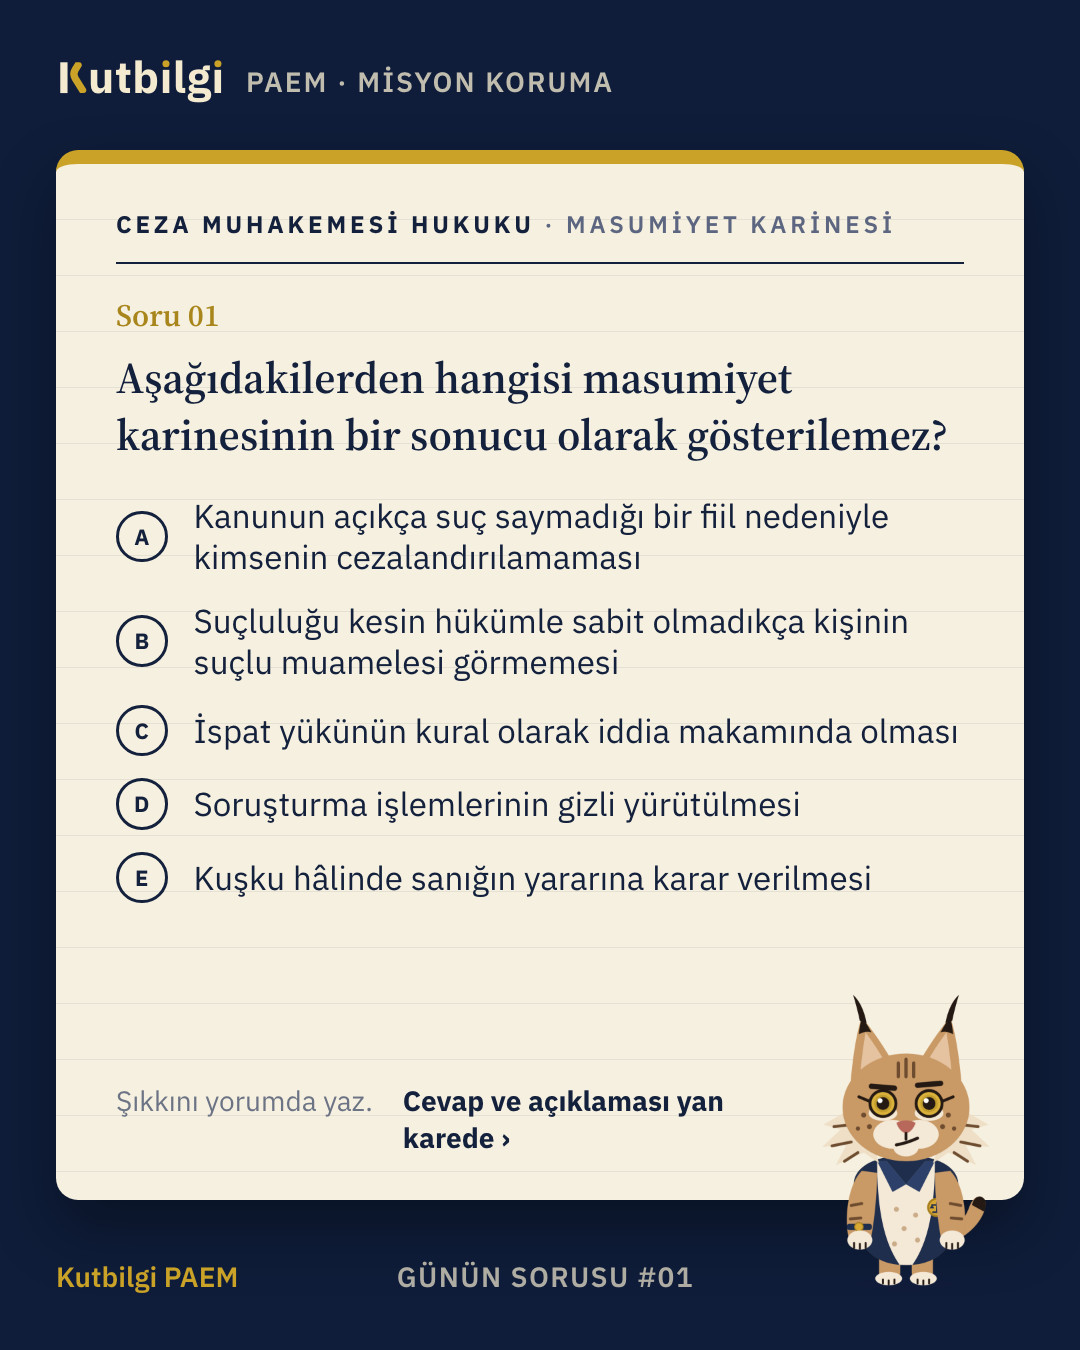 Kutbilgi PAEM · MİSYON KORUMA
CEZA MUHAKEMESİ HUKUKU · MASUMİYET KARİNESİ
Soru 01
Aşağıdakilerden hangisi masumiyet
karinesinin bir sonucu olarak gösterilemez?
A Kanunun açıkça suç saymadığı bir fiil nedeniyle
kimsenin cezalandırılamaması
B Suçluluğu kesin hükümle sabit olmadıkça kişinin
suçlu muamelesi görmemesi
C İspat yükünün kural olarak iddia makamında olması
D Soruşturma işlemlerinin gizli yürütülmesi
E Kuşku hâlinde sanığın yararına karar verilmesi
Şıkkını yorumda yaz. Cevap ve açıklaması yan
karede ›
Kutbilgi PAEM GÜNÜN SORUSU #01